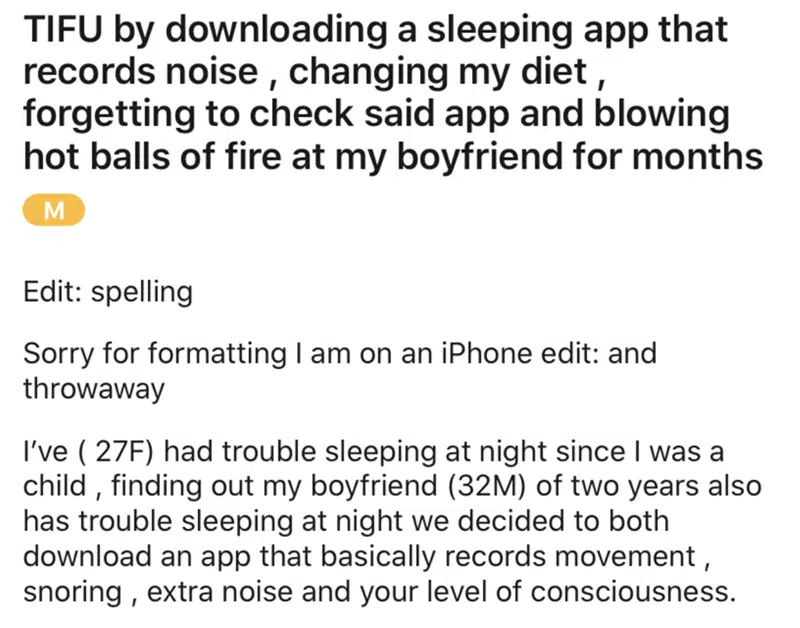 TIFU by downloading a sleeping app that
records noise , changing my diet ,
forgetting to check said app and blowing
hot balls of fire at my boyfriend for months
M
Edit: spelling
Sorry for formatting I am on an iPhone edit: and
throwaway
I've ( 27F) had trouble sleeping at night since I was a
child , finding out my boyfriend (32M) of two years also
has trouble sleeping at night we decided to both
download an app that basically records movement ,
snoring , extra noise and your level of consciousness.